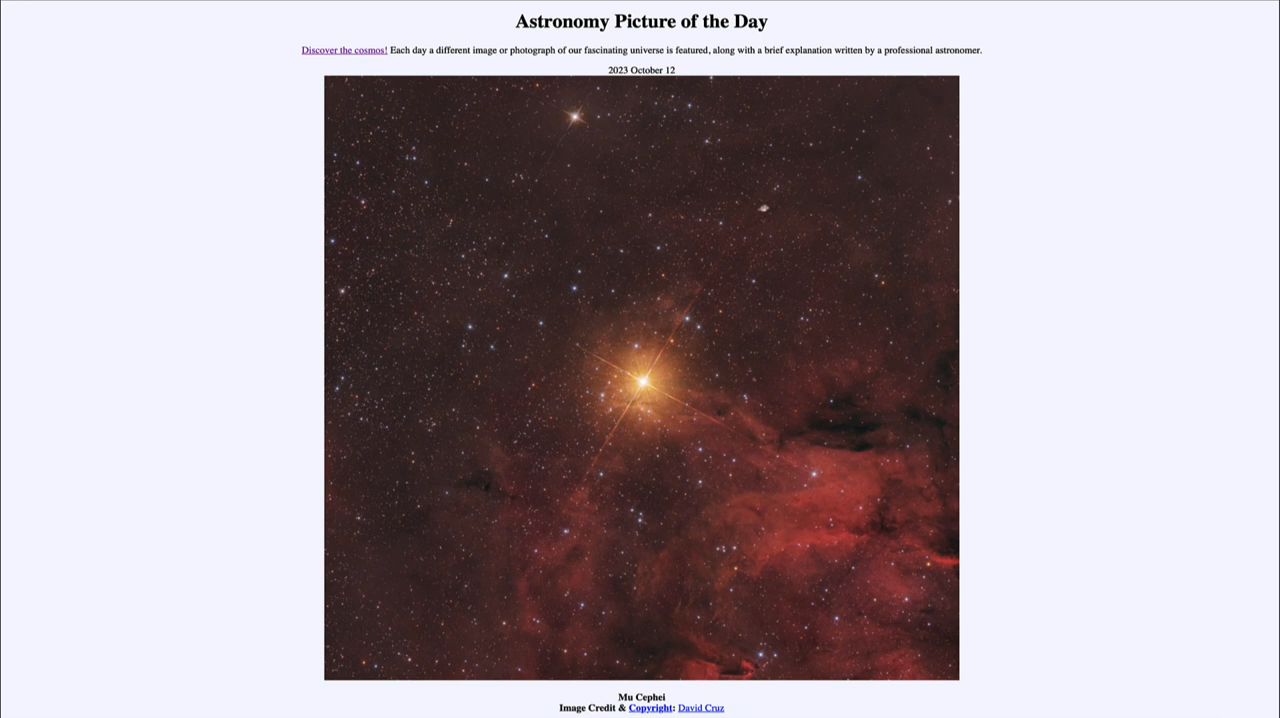 Astronomy Picture of the Day
Discover the cosmos! Each day a different image or photograph of our fascinating universe is featured, along with a brief explanation written by a professional astronomer.
2023 October 12
Mu Cephei
Image Credit & Copyright: David Cruz